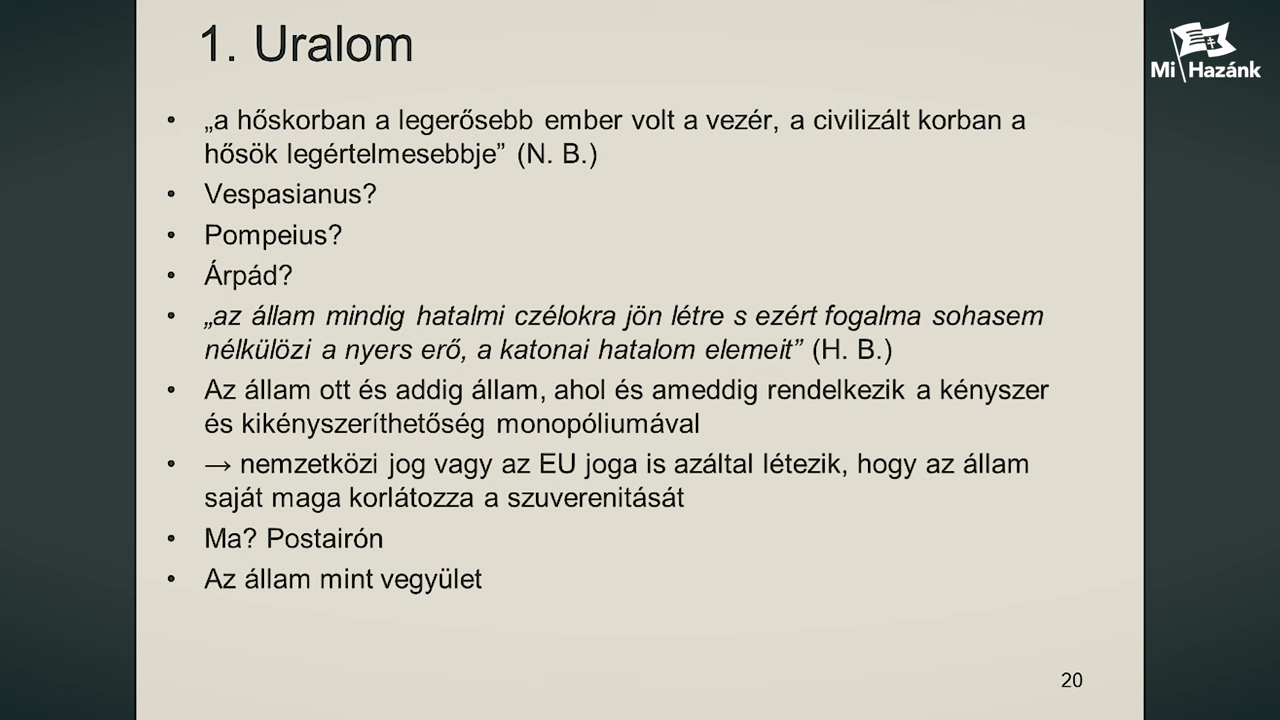 1. Uralom
Mi Hazánk
• „a hőskorban a legerősebb ember volt a vezér, a civilizált korban a
hősök legértelmesebbje” (N. B.)
• Vespasianus?
• Pompeius?
• Árpád?
• „az állam mindig hatalmi czélokra jön létre s ezért fogalma sohasem
nélkülözi a nyers erő, a katonai hatalom elemeit” (H. B.)
• Az állam ott és addig állam, ahol és ameddig rendelkezik a kényszer
és kikényszeríthetőség monopóliumával
• → nemzetközi jog vagy az EU joga is azáltal létezik, hogy az állam
saját maga korlátozza a szuverenitását
• Ma? Postairón
• Az állam mint vegyület
20